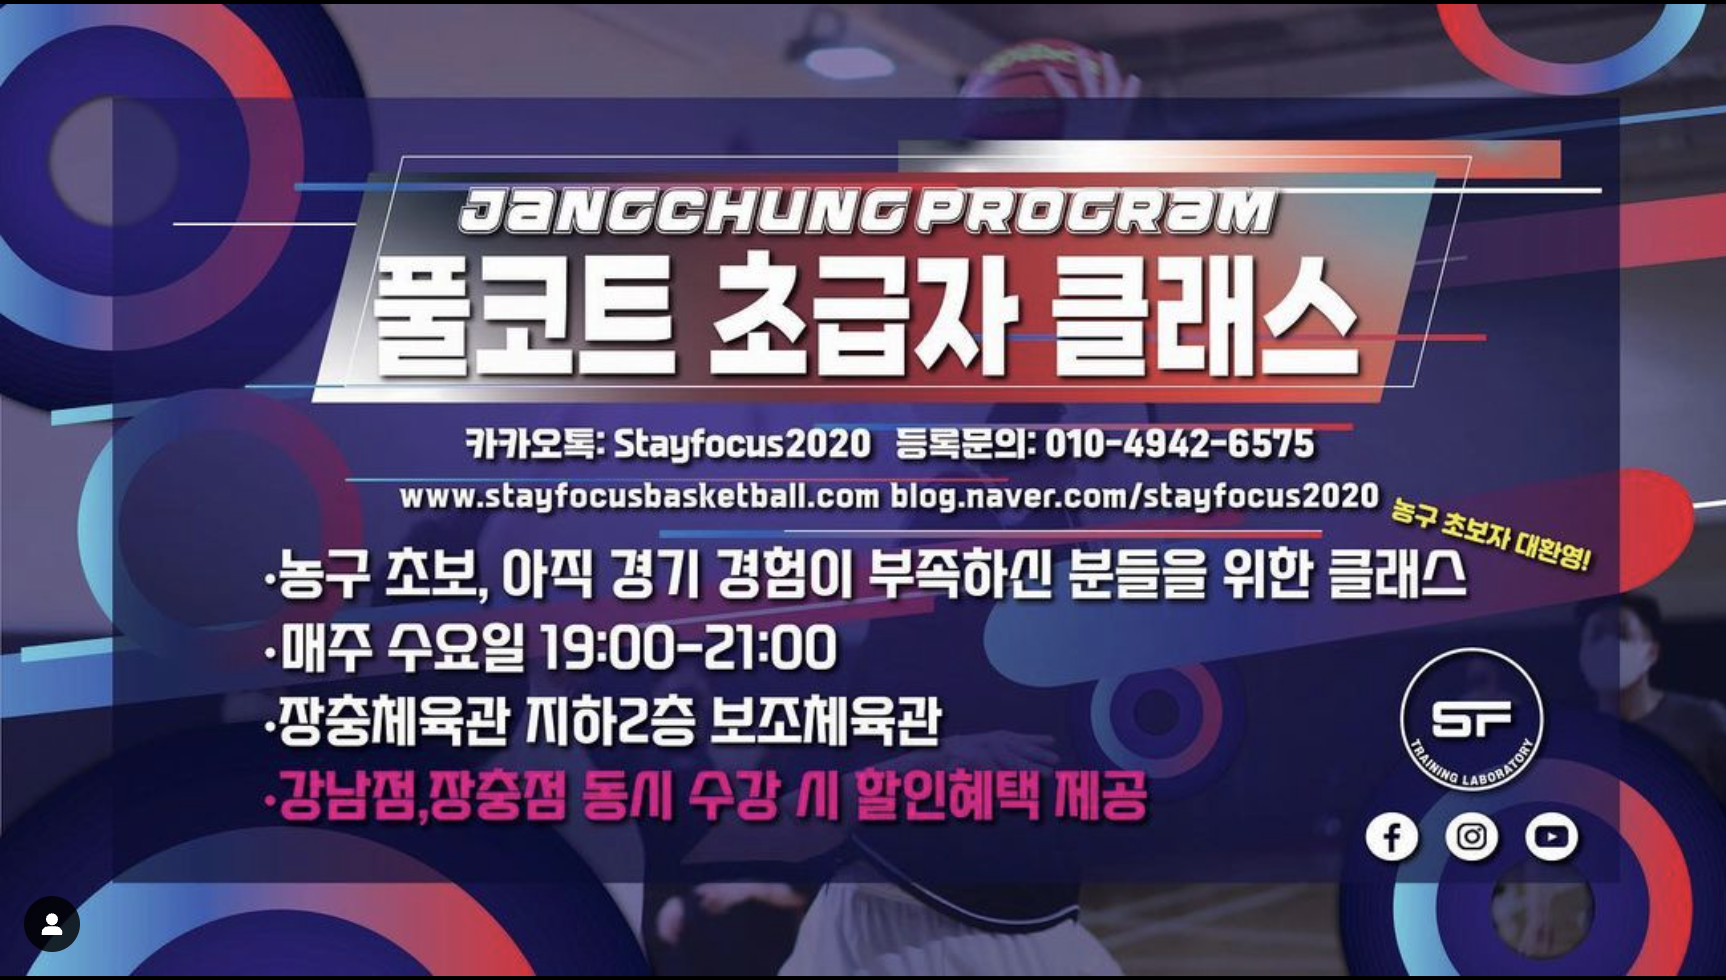 JANGCHUNG PROGRAM
풀코트 초급자 클래스
카카오톡: Stayfocus2020 등록문의: 010-4942-6575
www.stayfocusbasketball.com blog.naver.com/stayfocus2020
농구 초보자 대환영!
·농구 초보, 아직 경기 경험이 부족하신 분들을 위한 클래스
·매주 수요일 19:00-21:00
·장충체육관 지하2층 보조체육관
·강남점,장충점 동시 수강 시 할인혜택 제공
SF
TRAINING LABORATORY